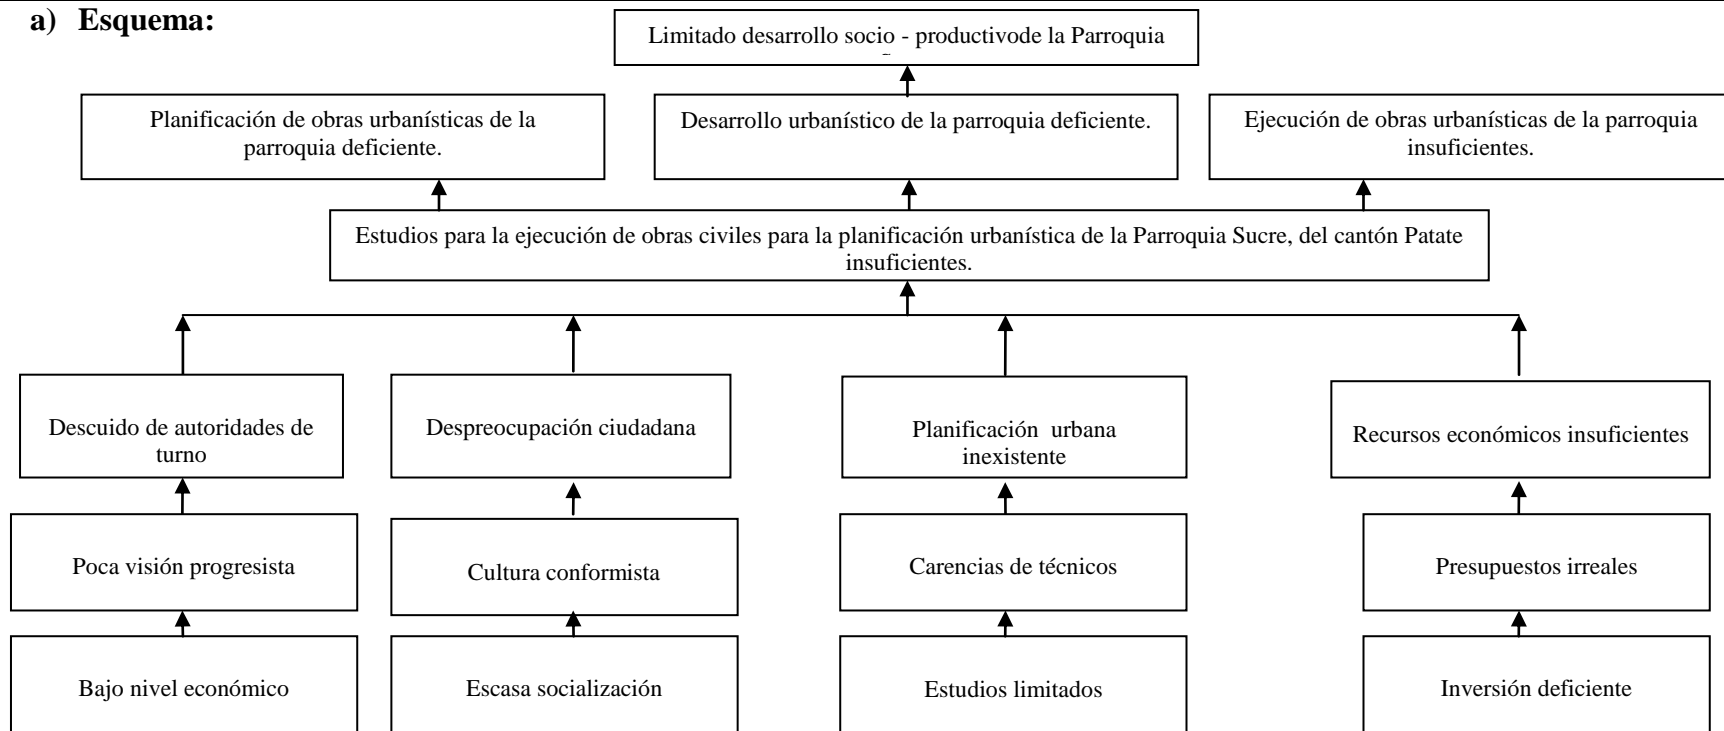 a) Esquema:
Limitado desarrollo socio - productivode la Parroquia
Planificación de obras urbanísticas de la
parroquia deficiente.
Desarrollo urbanístico de la parroquia deficiente.
Ejecución de obras urbanísticas de la parroquia
insuficientes.
Estudios para la ejecución de obras civiles para la planificación urbanística de la Parroquia Sucre, del cantón Patate
insuficientes.
Descuido de autoridades de
turno
Despreocupación ciudadana
Planificación urbana
inexistente
Recursos económicos insuficientes
Poca visión progresista
Cultura conformista
Carencias de técnicos
Presupuestos irreales
Bajo nivel económico
Escasa socialización
Estudios limitados
Inversión deficiente